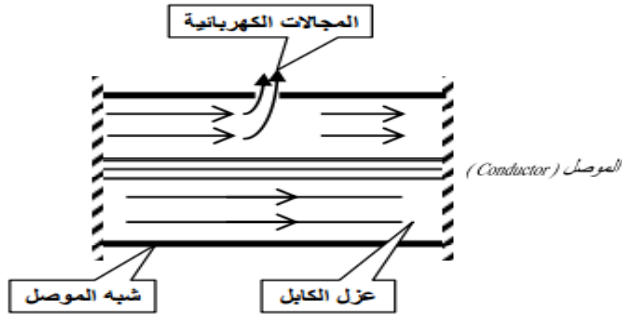 المجالات الكهربائية
الموصل ( Conductor )
شبه الموصل
عزل الكابل